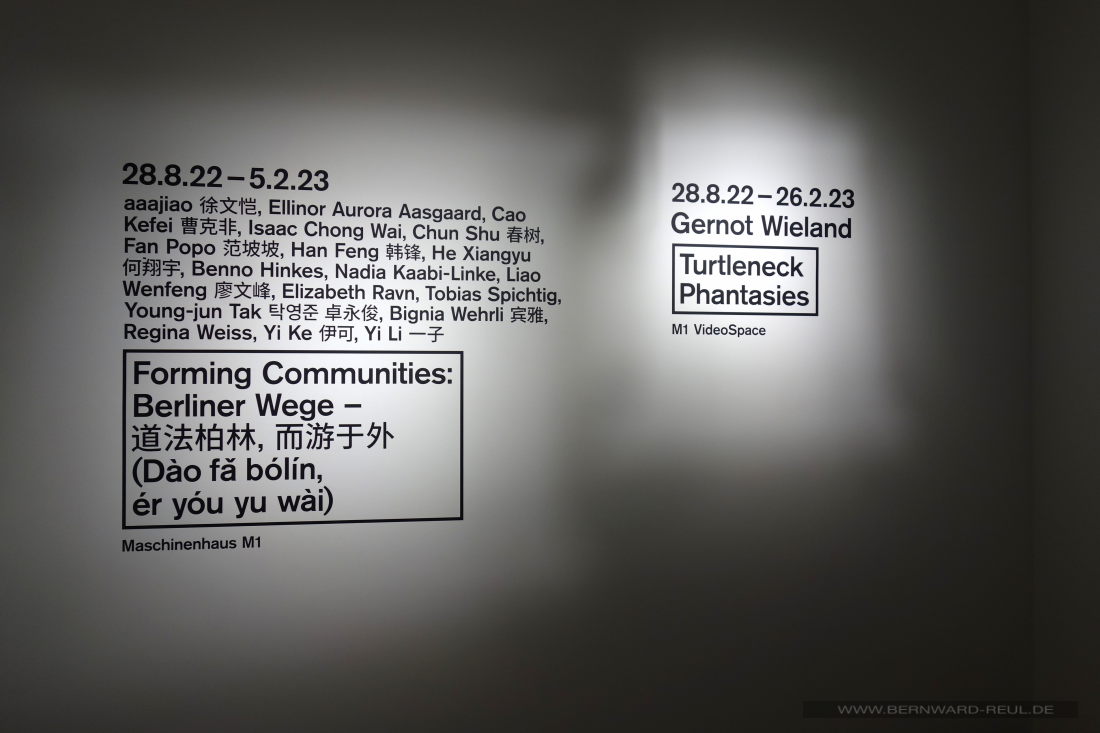 28.8.22 – 5.2.23
aaajiao 徐文恺, Ellinor Aurora Aasgaard, Cao
Kefei 曹克非, Isaac Chong Wai, Chun Shu 春树,
Fan Popo 范坡坡, Han Feng 韩锋, He Xiangyu
何翔宇, Benno Hinkes, Nadia Kaabi-Linke, Liao
Wenfeng 廖文峰, Elizabeth Ravn, Tobias Spichtig,
Young-jun Tak 탁영준 卓永俊, Bignia Wehrli 宾雅,
Regina Weiss, Yi Ke 伊可, Yi Li 一子
Forming Communities:
Berliner Wege –
道法柏林, 而游于外
(Dào fǎ bólín,
ér yóu yu wài)
Maschinenhaus M1
28.8.22 – 26.2.23
Gernot Wieland
Turtleneck
Phantasies
M1 VideoSpace
WWW.BERNWARD-REUL.DE